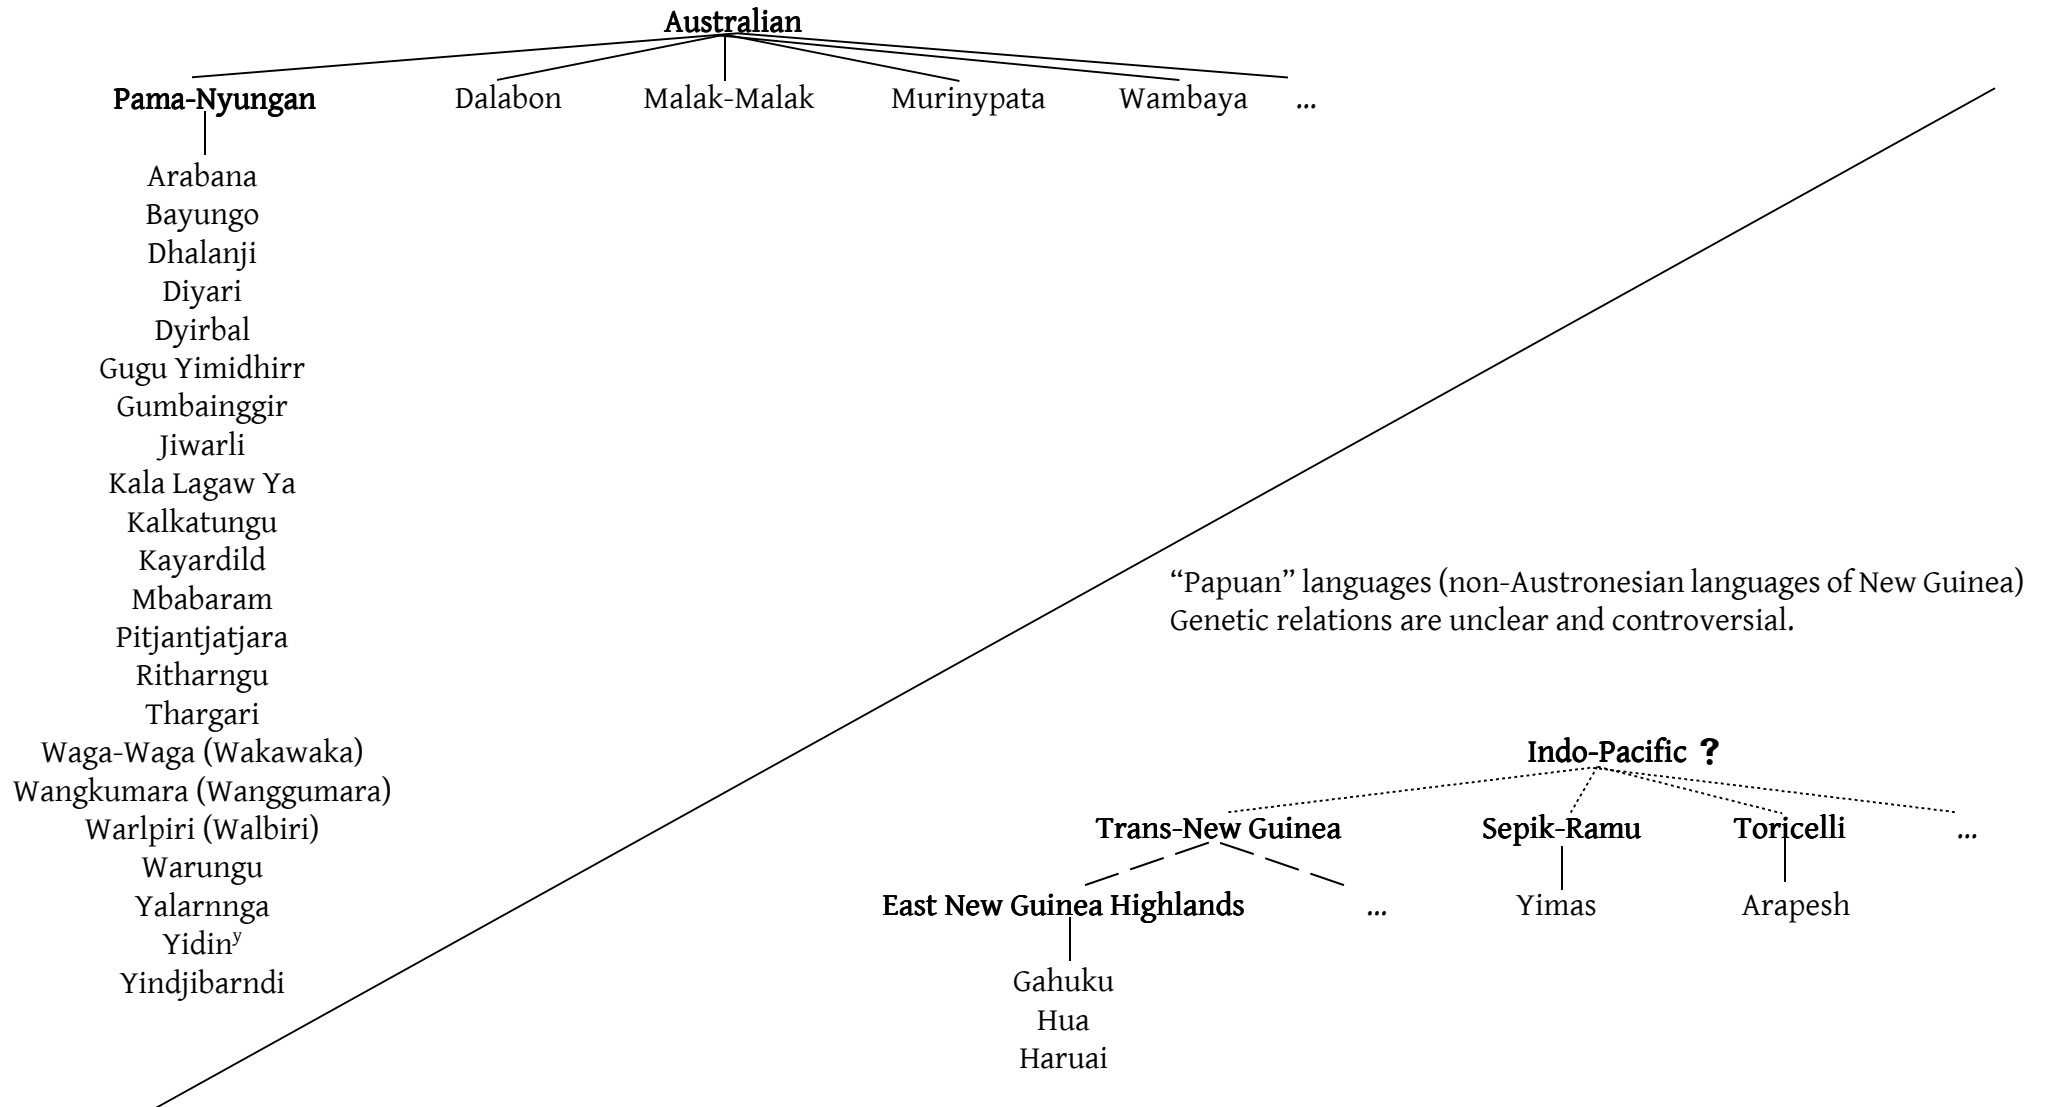 Australian
Pama-Nyungan Dalabon Malak-Malak Murinypata Wambaya ...
Arabana
Bayungo
Dhalanji
Diyari
Dyirbal
Gugu Yimidhirr
Gumbainggir
Jiwarli
Kala Lagaw Ya
Kalkatungu
Kayardild
Mbabaram
Pitjantjatjara
Ritharngu
Thargari
Waga-Waga (Wakawaka)
Wangkumara (Wanggumara)
Warlpiri (Walbiri)
Warungu
Yalarnnga
Yidinʸ
Yindjibarndi
“Papuan” languages (non-Austronesian languages of New Guinea)
Genetic relations are unclear and controversial.
Indo-Pacific ?
Trans-New Guinea Sepik-Ramu Toricelli ...
East New Guinea Highlands ... Yimas Arapesh
Gahuku
Hua
Haruai